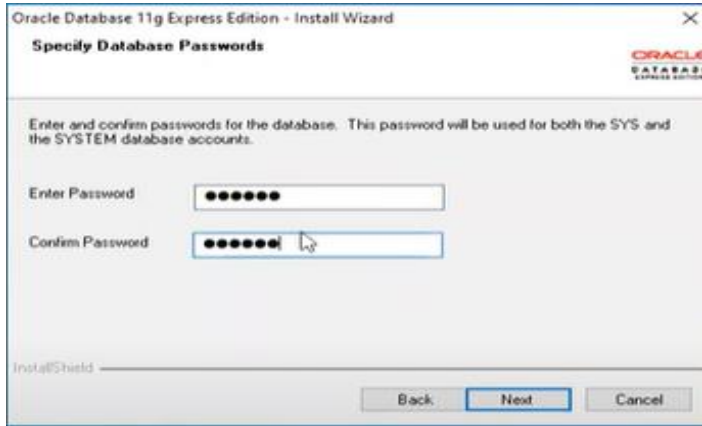 Oracle Database 11g Express Edition - Install Wizard
Specify Database Passwords
ORACLE
DATABASE
EXPRESS EDITION
Enter and confirm passwords for the database. This password will be used for both the SYS and
the SYSTEM database accounts.
Enter Password
Confirm Password
InstallShield
Back
Next
Cancel